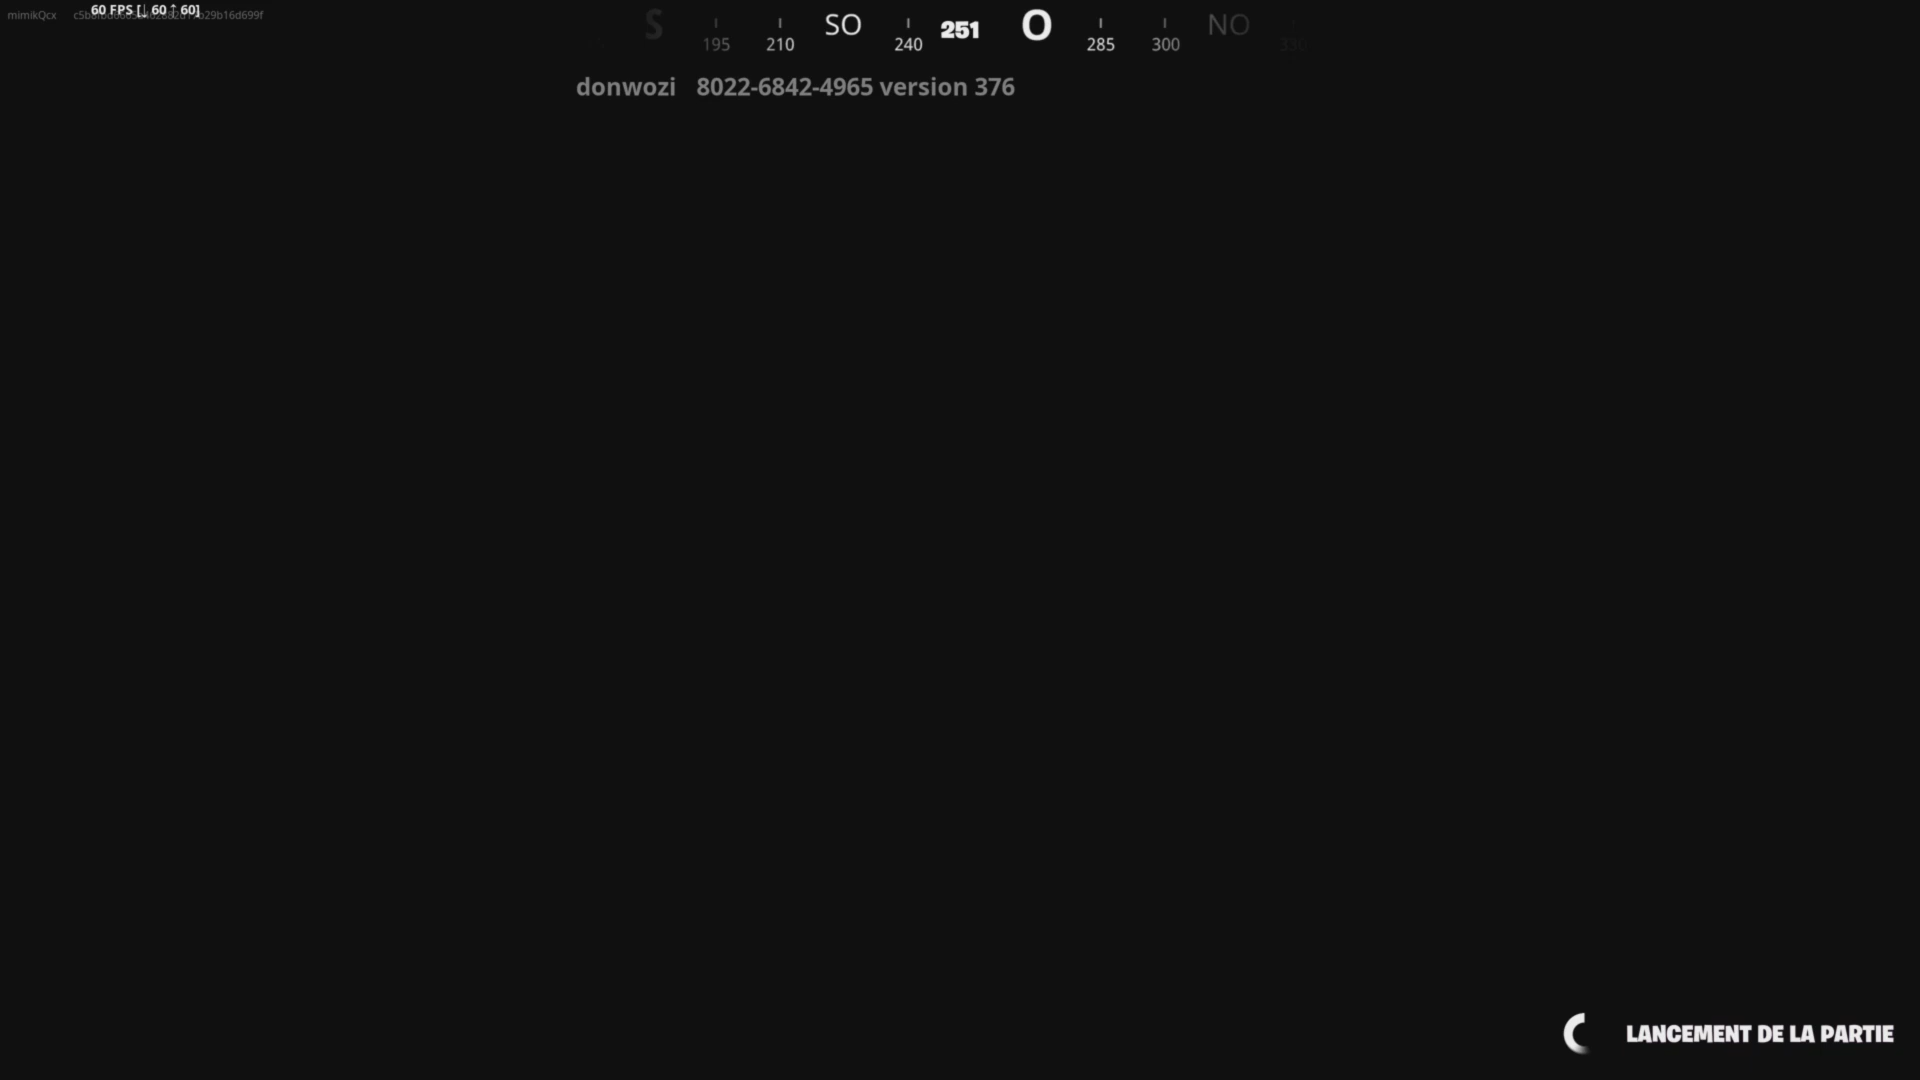 mimikQcx
60 FPS [↓ 60 ↑ 60]
S SO 251 O NO
195 210 240 285 300 330
donwozi 8022-6842-4965 version 376
LANCEMENT DE LA PARTIE